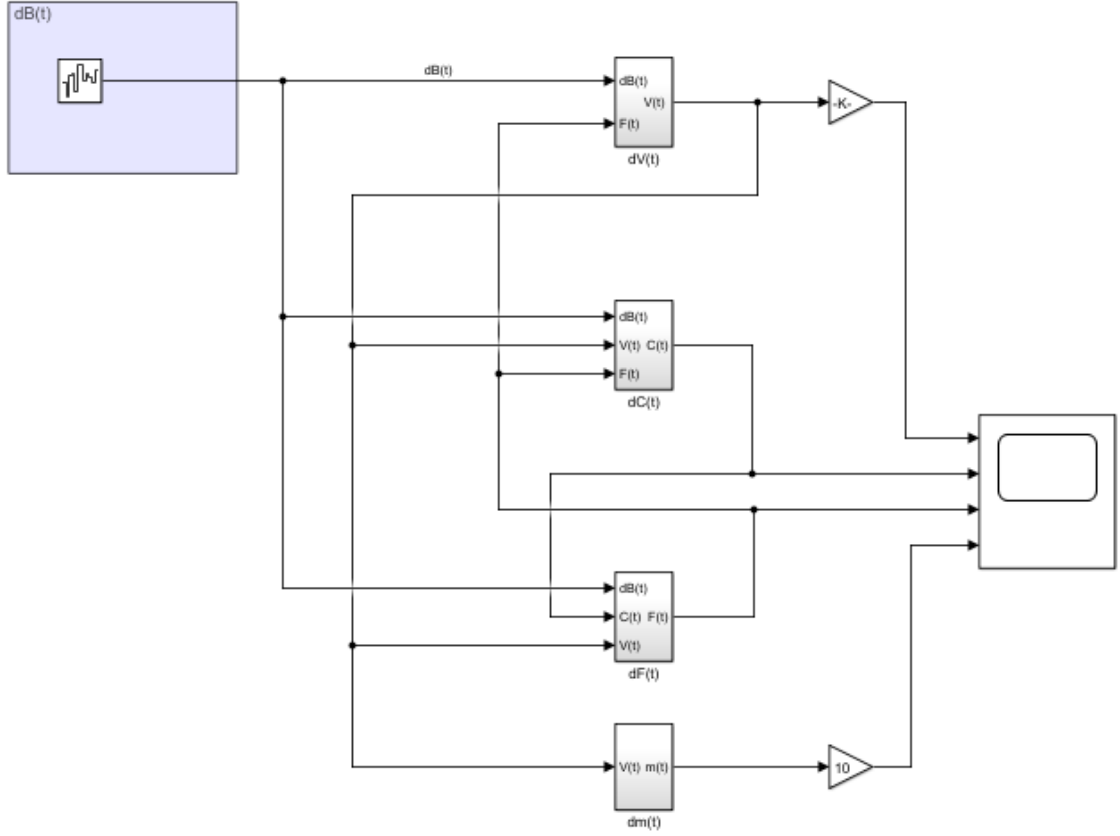 dB(t)
dB(t)
dB(t)
V(t)
F(t)
dV(t)
-K-
dB(t)
V(t) C(t)
F(t)
dC(t)
dB(t)
C(t) F(t)
V(t)
dF(t)
V(t) m(t)
10
dm(t)